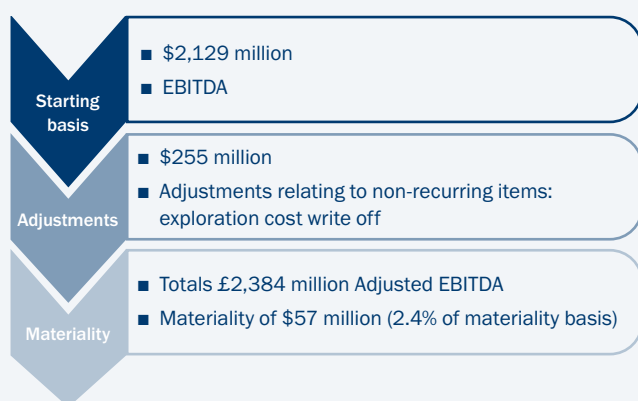 Starting
basis
■ $2,129 million
■ EBITDA
Adjustments
■ $255 million
■ Adjustments relating to non-recurring items:
exploration cost write off
Materiality
■ Totals £2,384 million Adjusted EBITDA
■ Materiality of $57 million (2.4% of materiality basis)